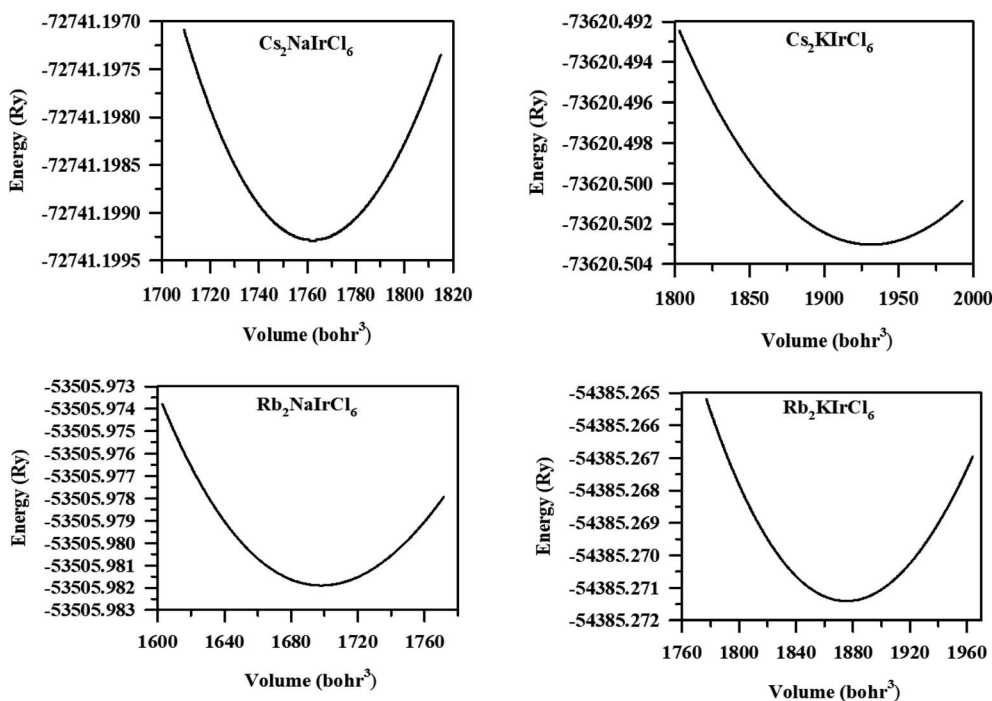 -72741.1970
-72741.1975
-72741.1980
-72741.1985
-72741.1990
-72741.1995
Energy (Ry)
Cs₂NaIrCl₆
1700 1720 1740 1760 1780 1800 1820
Volume (bohr³)
-73620.492
-73620.494
-73620.496
-73620.498
-73620.500
-73620.502
-73620.504
Energy (Ry)
Cs₂KIrCl₆
1800 1850 1900 1950 2000
Volume (bohr³)
-53505.973
-53505.974
-53505.975
-53505.976
-53505.977
-53505.978
-53505.979
-53505.980
-53505.981
-53505.982
-53505.983
Energy (Ry)
Rb₂NaIrCl₆
1600 1640 1680 1720 1760
Volume (bohr³)
-54385.265
-54385.266
-54385.267
-54385.268
-54385.269
-54385.270
-54385.271
-54385.272
Energy (Ry)
Rb₂KIrCl₆
1760 1800 1840 1880 1920 1960
Volume (bohr³)